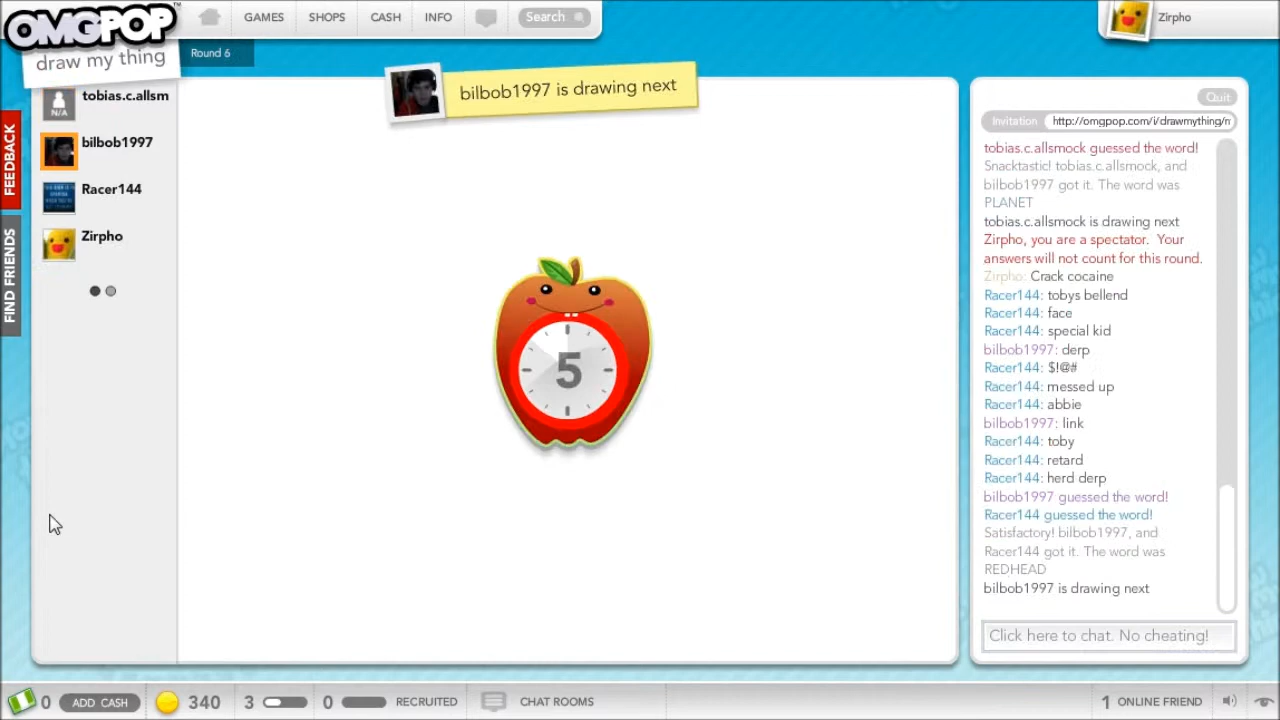 OMGPOP™
GAMES SHOPS CASH INFO Search
Zirpho
draw my thing
Round 6
bilbob1997 is drawing next
FEEDBACK
FIND FRIENDS
N/A
tobias.c.allsm
bilbob1997
Racer144
Zirpho
5
Quit
Invitation http://omgpop.com/i/drawmything/n
tobias.c.allsmock guessed the word!
Snacktastic! tobias.c.allsmock, and
bilbob1997 got it. The word was
PLANET
tobias.c.allsmock is drawing next
Zirpho, you are a spectator. Your
answers will not count for this round.
Zirpho: Crack cocaine
Racer144: tobys bellend
Racer144: face
Racer144: special kid
bilbob1997: derp
Racer144: $!@#
Racer144: messed up
Racer144: abbie
bilbob1997: link
Racer144: toby
Racer144: retard
Racer144: herd derp
bilbob1997 guessed the word!
Racer144 guessed the word!
Satisfactory! bilbob1997, and
Racer144 got it. The word was
REDHEAD
bilbob1997 is drawing next
Click here to chat. No cheating!
0 ADD CASH 340 3 0 RECRUITED CHAT ROOMS 1 ONLINE FRIEND